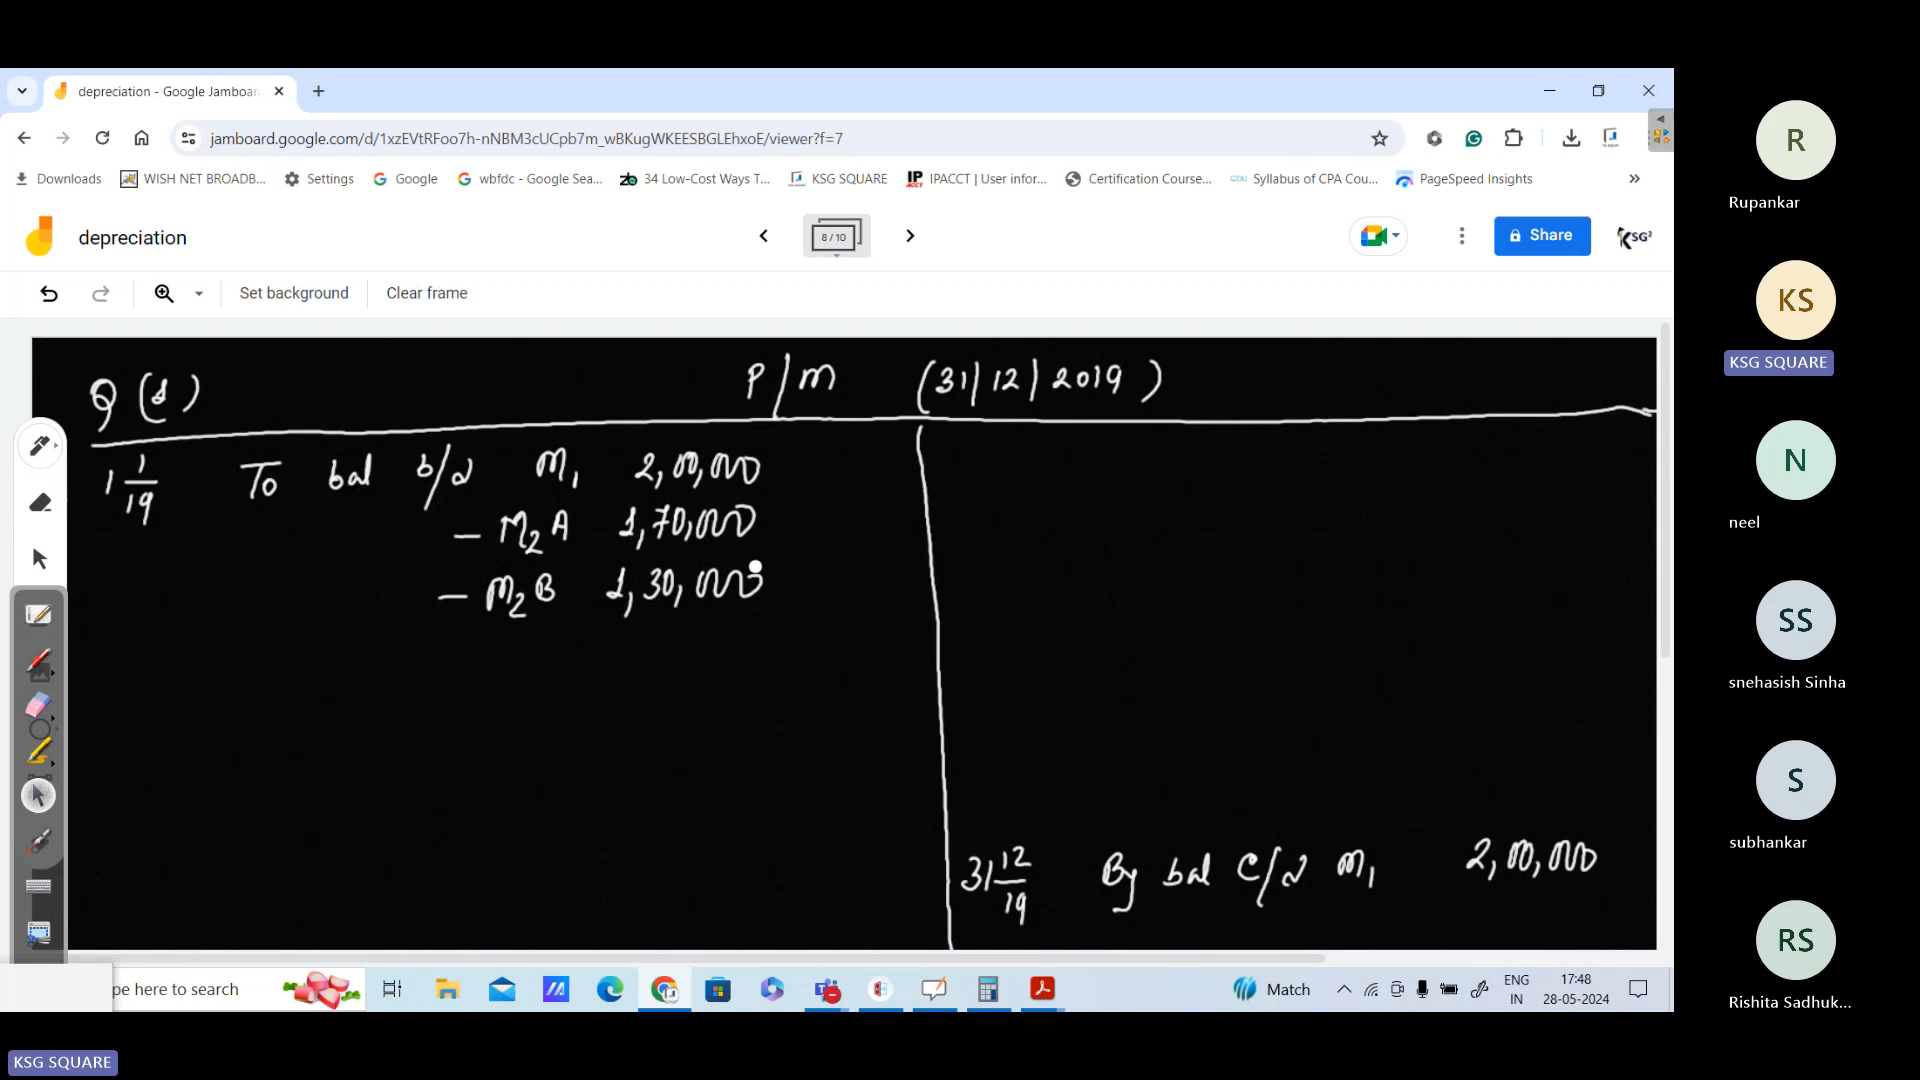 depreciation - Google Jamboar
jamboard.google.com/d/1xzEVtRFoo7h-nNBM3cUCpb7m_wBKugWKEESBGLEhxoE/viewer?f=7
Downloads WISH NET BROADB... Settings Google wbfdc - Google Sea... 34 Low-Cost Ways T... KSG SQUARE IPACCT | User infor... Certification Course... Syllabus of CPA Cou... PageSpeed Insights »
depreciation 8 / 10 Share KSG²
Set background Clear frame
P/M (31/12/2019)
1 1/19 To bal b/d M1 2,00,000
— M2 A 1,70,000
— M2 B 1,30,000
31 12/19 By bal c/d M1 2,00,000
pe here to search Match ENG IN 17:48 28-05-2024
R
Rupankar
KS
KSG SQUARE
N
neel
SS
snehasish Sinha
S
subhankar
RS
Rishita Sadhuk...
KSG SQUARE